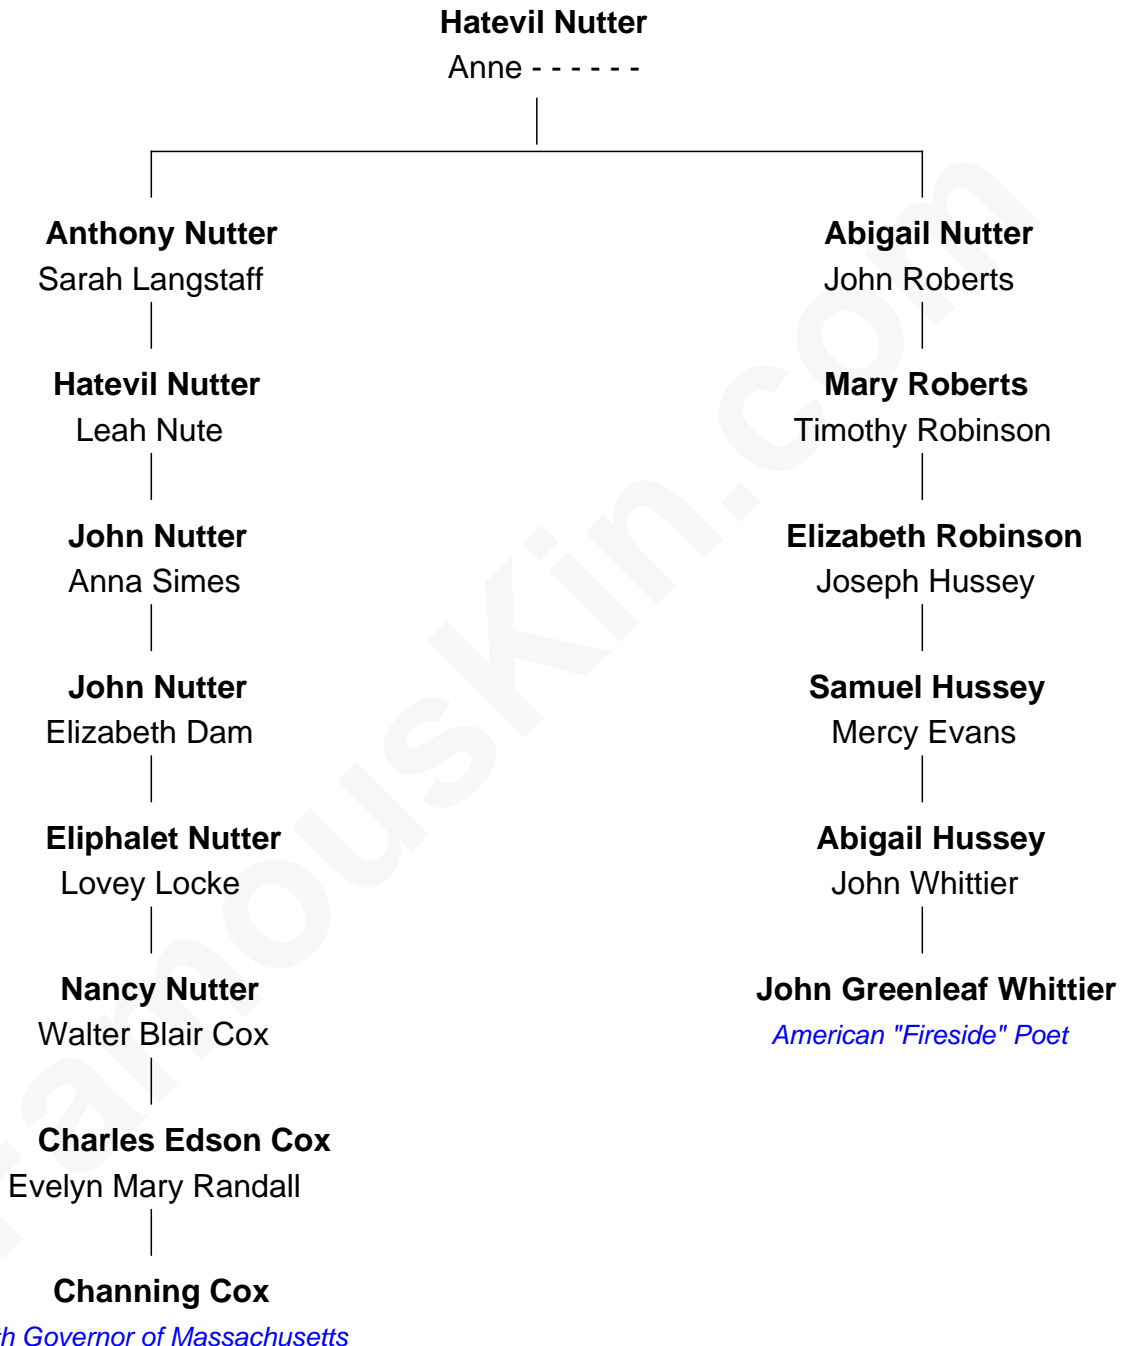 Hatevil Nutter
Anne - - - - - -
Anthony Nutter
Sarah Langstaff
Abigail Nutter
John Roberts
Hatevil Nutter
Leah Nute
Mary Roberts
Timothy Robinson
John Nutter
Anna Simes
Elizabeth Robinson
Joseph Hussey
John Nutter
Elizabeth Dam
Samuel Hussey
Mercy Evans
Eliphalet Nutter
Lovey Locke
Abigail Hussey
John Whittier
Nancy Nutter
Walter Blair Cox
John Greenleaf Whittier
American "Fireside" Poet
Charles Edson Cox
Evelyn Mary Randall
Channing Cox
Governor of Massachusetts
FamousKin.com